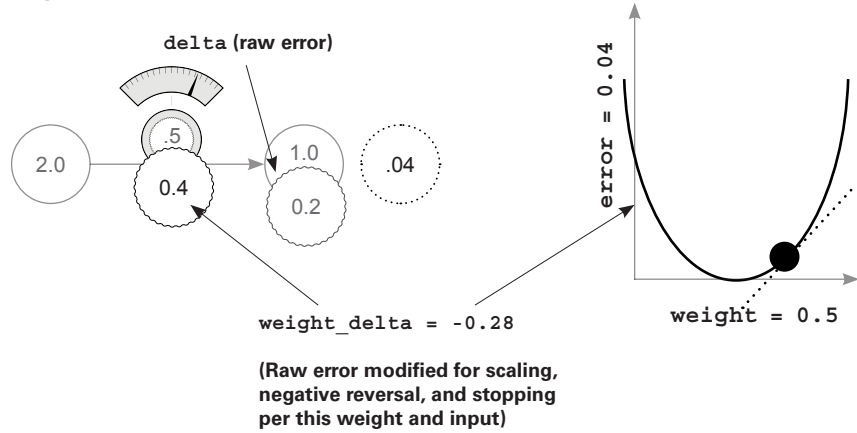 delta (raw error)
.5
2.0
1.0
.04
0.4
0.2
error = 0.04
weight_delta = -0.28
weight = 0.5
(Raw error modified for scaling,
negative reversal, and stopping
per this weight and input)